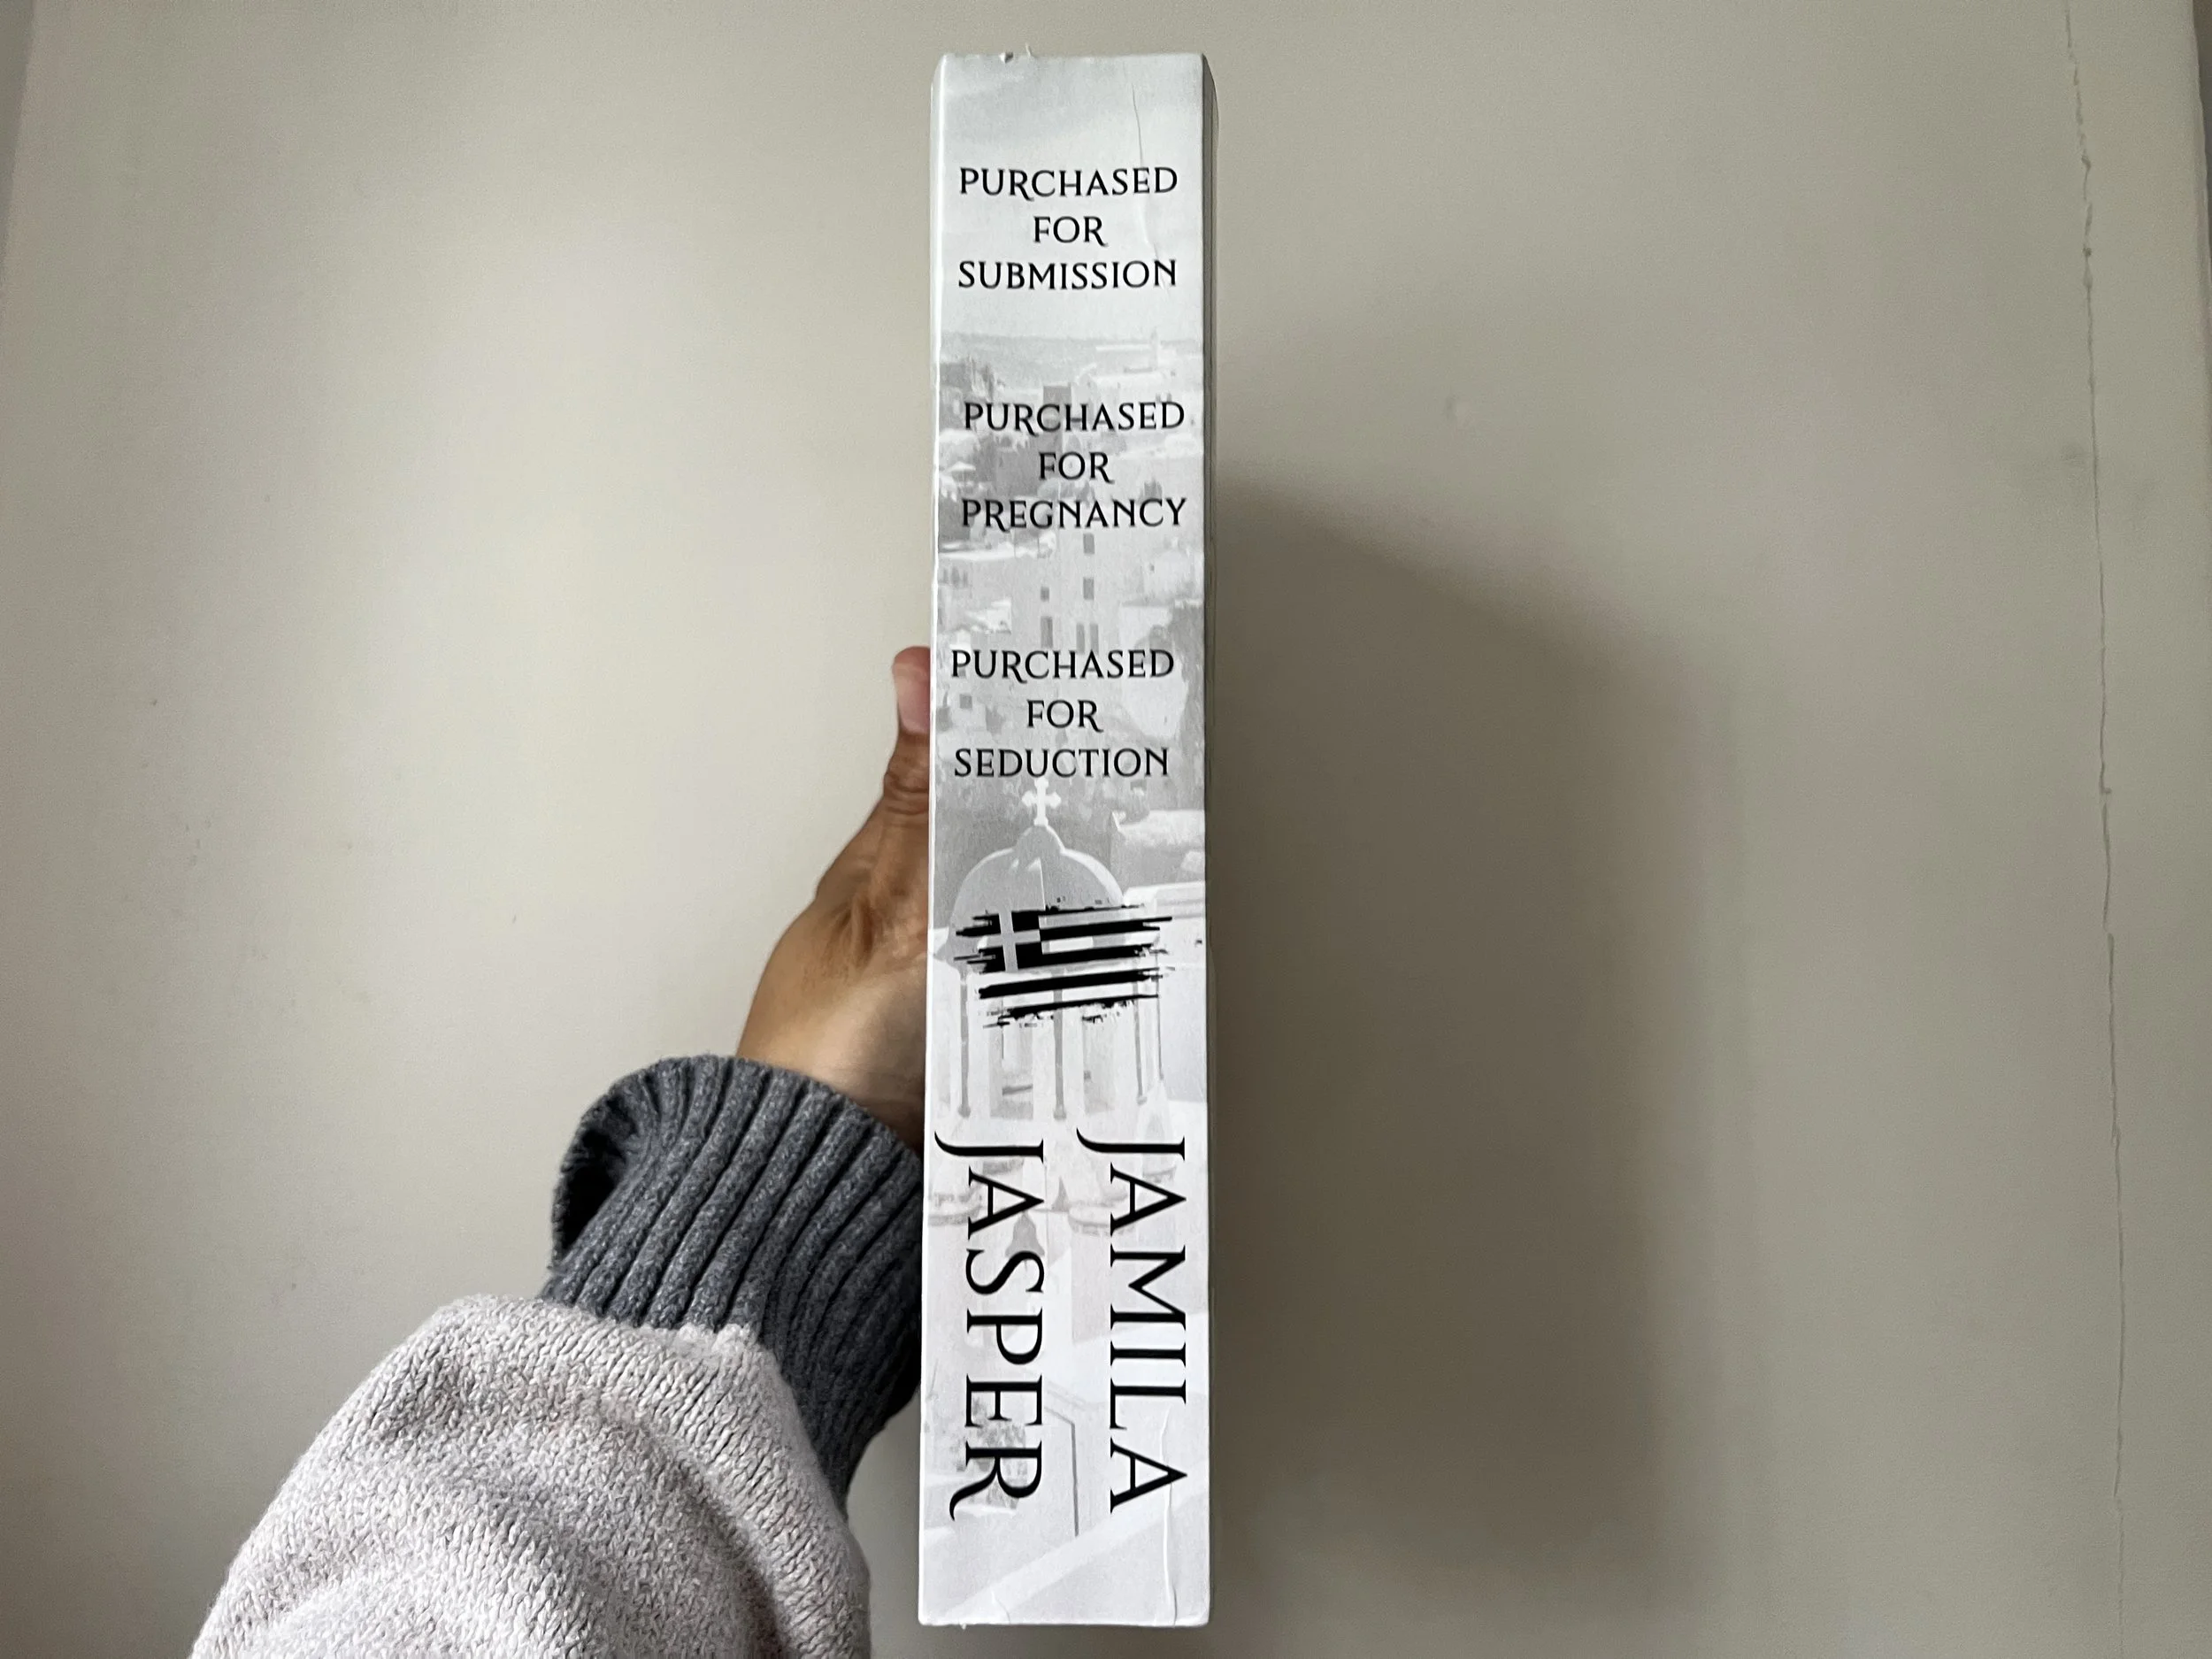 PURCHASED
FOR
SUBMISSION
PURCHASED
FOR
PREGNANCY
PURCHASED
FOR
SEDUCTION
JAMILA
JASPER